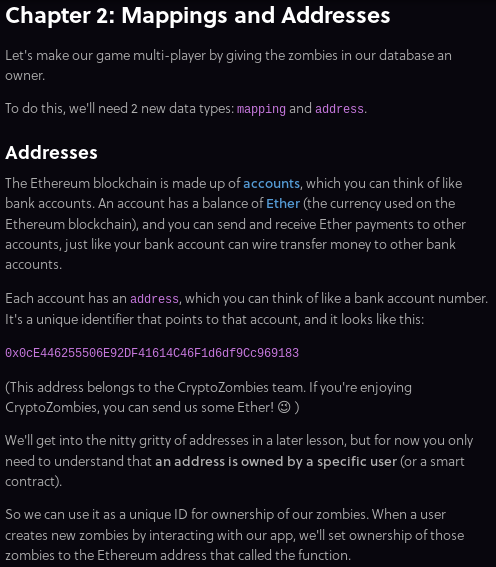 Chapter 2: Mappings and Addresses
Let's make our game multi-player by giving the zombies in our database an
owner.
To do this, we'll need 2 new data types: mapping and address.
Addresses
The Ethereum blockchain is made up of accounts, which you can think of like
bank accounts. An account has a balance of Ether (the currency used on the
Ethereum blockchain), and you can send and receive Ether payments to other
accounts, just like your bank account can wire transfer money to other bank
accounts.
Each account has an address, which you can think of like a bank account number.
It's a unique identifier that points to that account, and it looks like this:
0x0cE446255506E92DF41614C46F1d6df9Cc969183
(This address belongs to the CryptoZombies team. If you're enjoying
CryptoZombies, you can send us some Ether! 😉 )
We'll get into the nitty gritty of addresses in a later lesson, but for now you only
need to understand that an address is owned by a specific user (or a smart
contract).
So we can use it as a unique ID for ownership of our zombies. When a user
creates new zombies by interacting with our app, we'll set ownership of those
zombies to the Ethereum address that called the function.